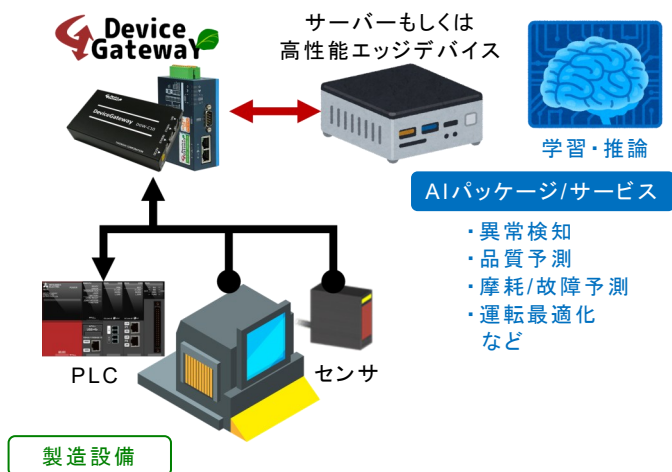 Device
GatewaY
サーバーもしくは
高性能エッジデバイス
DeviceGateway
学習・推論
AIパッケージ/サービス
・異常検知
・品質予測
・摩耗/故障予測
・運転最適化
など
PLC
センサ
製造設備